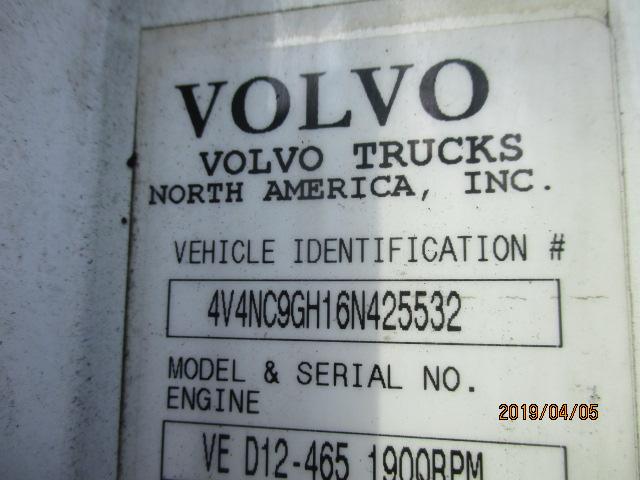 VOLVO
VOLVO TRUCKS
NORTH AMERICA, INC.
VEHICLE IDENTIFICATION #
4V4NC9GH16N425532
MODEL & SERIAL NO.
ENGINE
2019/04/05
VE D12-465 1900RPM